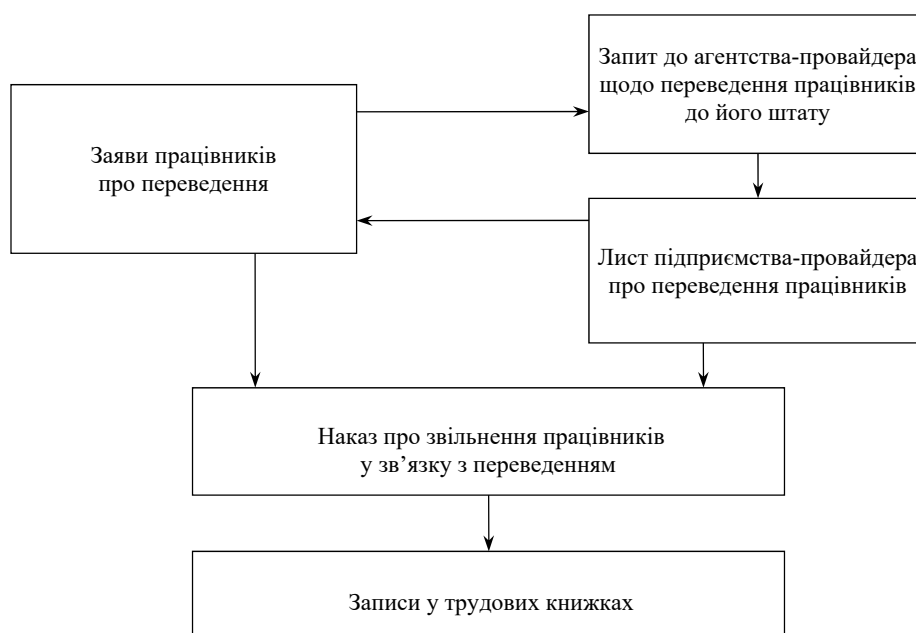 Запит до агентства-провайдера
щодо переведення працівників
до його штату
Заяви працівників
про переведення
Лист підприємства-провайдера
про переведення працівників
Наказ про звільнення працівників
у зв’язку з переведенням
Записи у трудових книжках